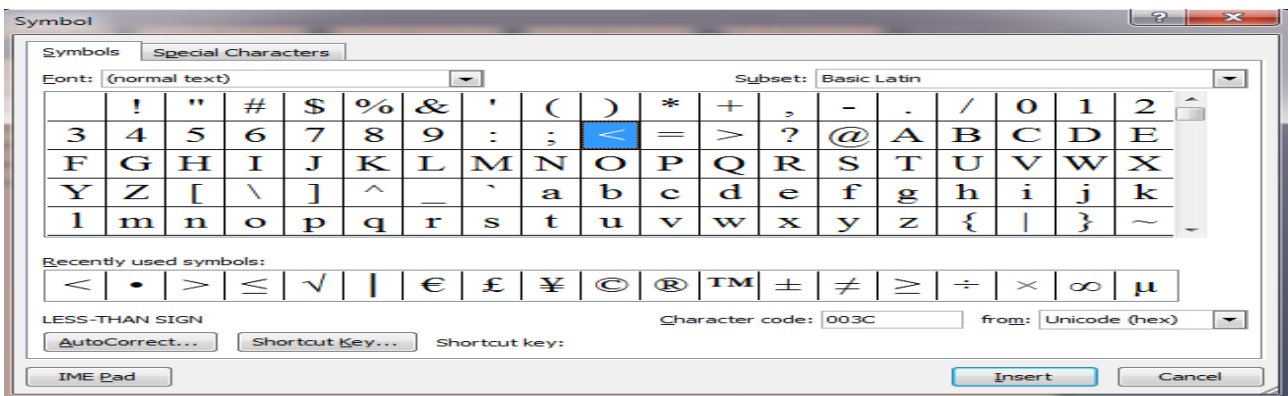 Symbol
Symbols Special Characters
Font: (normal text) Subset: Basic Latin
! " # $ % & ' ( ) * + , - . / 0 1 2
3 4 5 6 7 8 9 : ; < = > ? @ A B C D E
F G H I J K L M N O P Q R S T U V W X
Y Z [ \ ] ^ _ ` a b c d e f g h i j k
l m n o p q r s t u v w x y z { | } ~
Recently used symbols:
< • > ≤ √ | € £ ¥ © ® ™ ± ≠ ≥ ÷ × ∞ µ
LESS-THAN SIGN Character code: 003C from: Unicode (hex)
AutoCorrect... Shortcut Key... Shortcut key:
IME Pad Insert Cancel